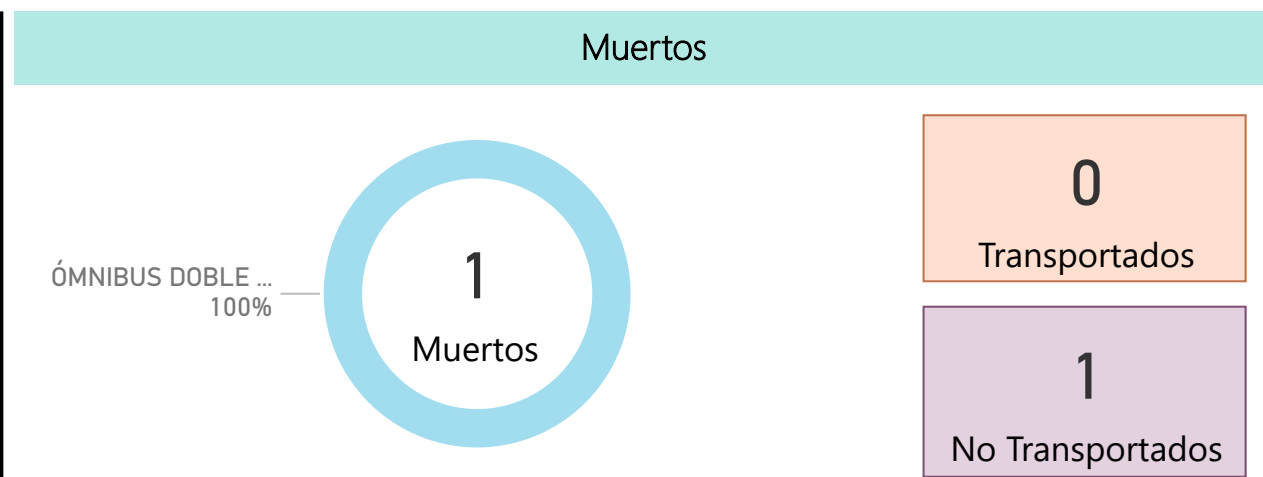 Muertos
ÓMNIBUS DOBLE ...
100%
1
Muertos
0
Transportados
1
No Transportados